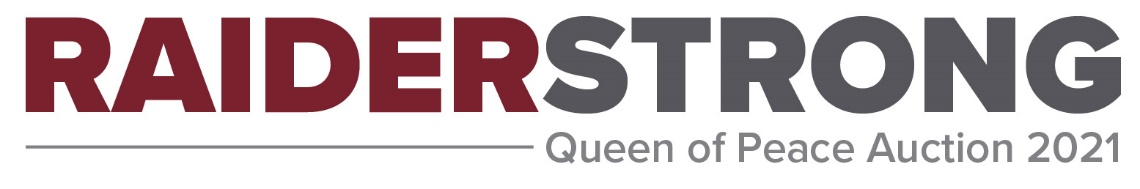 RAIDERSTRONG
Queen of Peace Auction 2021